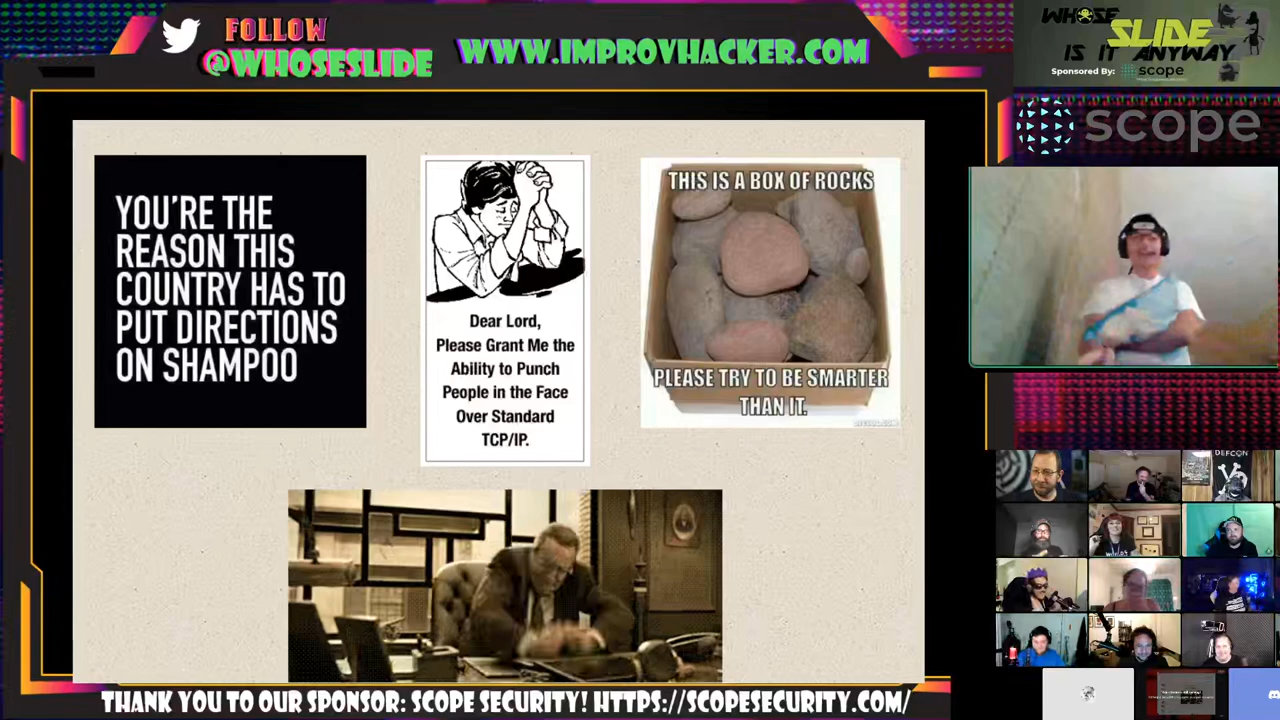 FOLLOW
@WHOSESLIDE
WWW.IMPROVHACKER.COM
WHOSE
SLIDE
IS IT ANYWAY
Sponsored By: scope
scope
YOU'RE THE
REASON THIS
COUNTRY HAS TO
PUT DIRECTIONS
ON SHAMPOO
Dear Lord,
Please Grant Me the
Ability to Punch
People in the Face
Over Standard
TCP/IP.
THIS IS A BOX OF ROCKS
PLEASE TRY TO BE SMARTER
THAN IT.
DEFCON
THANK YOU TO OUR SPONSOR: SCOPE SECURITY! HTTPS://SCOPESECURITY.COM/